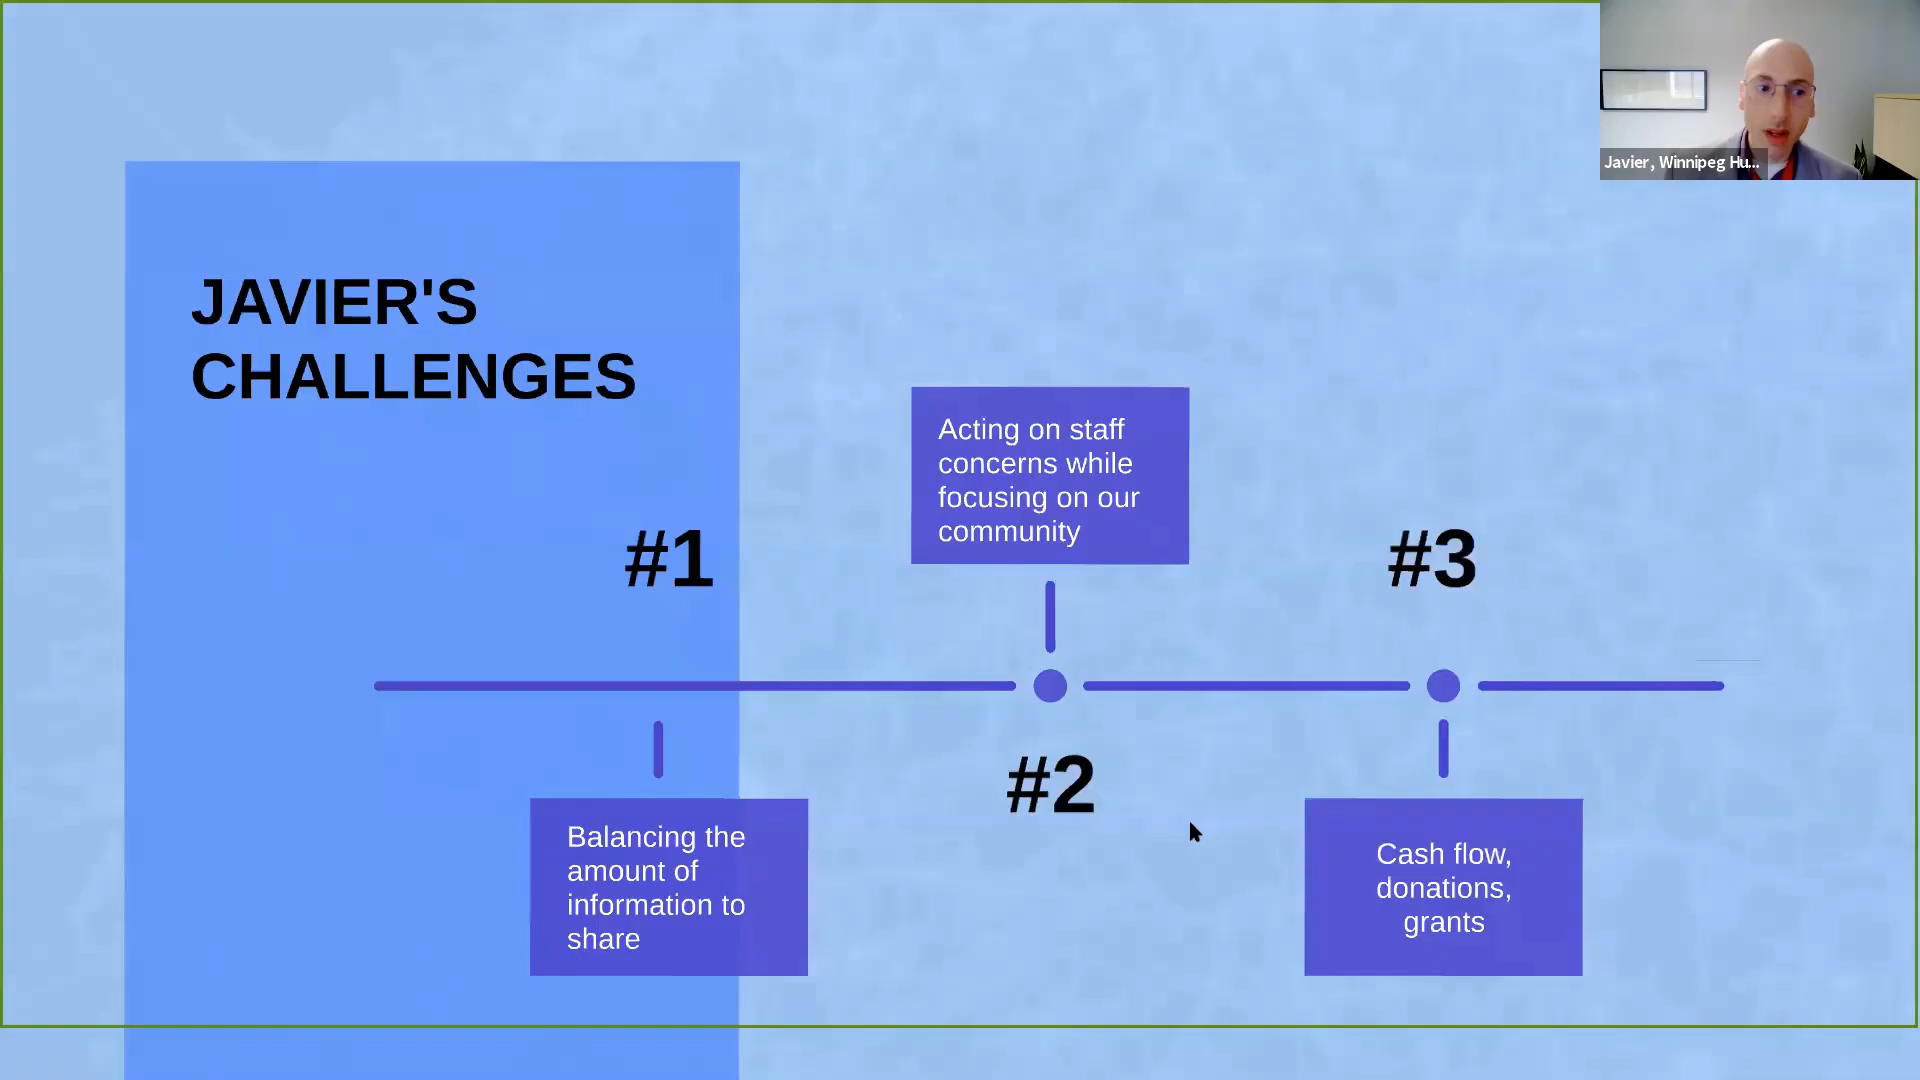 Javier, Winnipeg Hu...
JAVIER'S
CHALLENGES
#1
Balancing the
amount of
information to
share
Acting on staff
concerns while
focusing on our
community
#2
#3
Cash flow,
donations,
grants